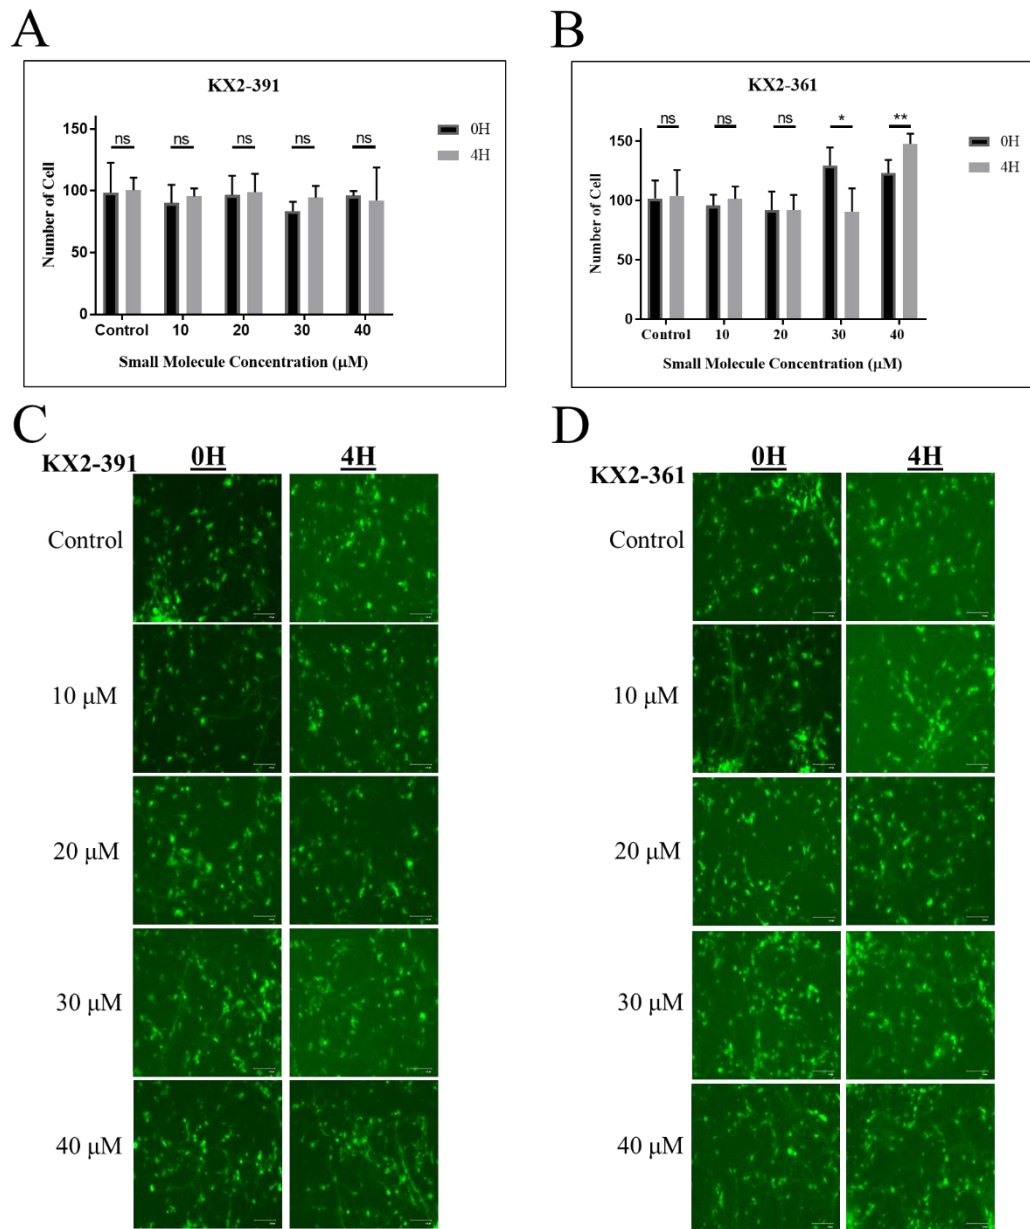 A
KX2-391
ns ns ns ns ns
0H
4H
150
100
50
0
Number of Cell
Control 10 20 30 40
Small Molecule Concentration (μM)
B
KX2-361
ns ns ns * **
0H
4H
150
100
50
0
Number of Cell
Control 10 20 30 40
Small Molecule Concentration (μM)
C
KX2-391 0H 4H
Control
10 μM
20 μM
30 μM
40 μM
D
KX2-361 0H 4H
Control
10 μM
20 μM
30 μM
40 μM